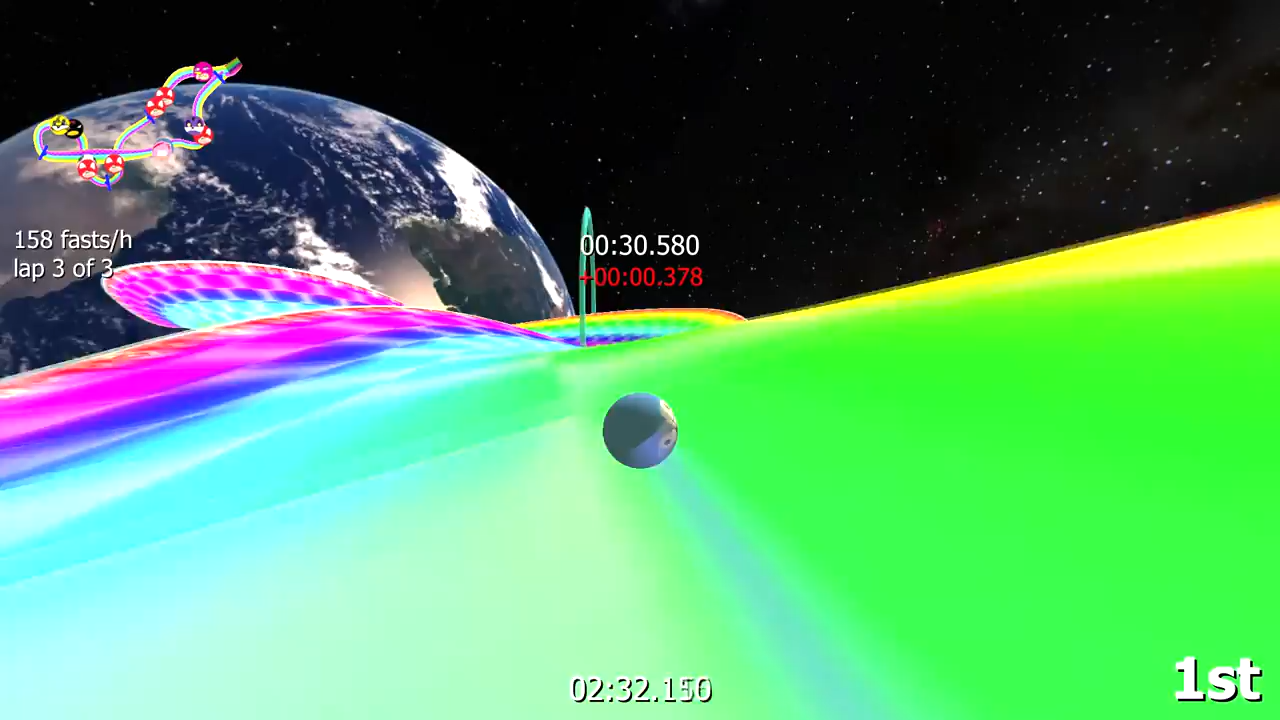 158 fasts/h
lap 3 of 3
00:30.580
+00:00.378
02:32.150
1st